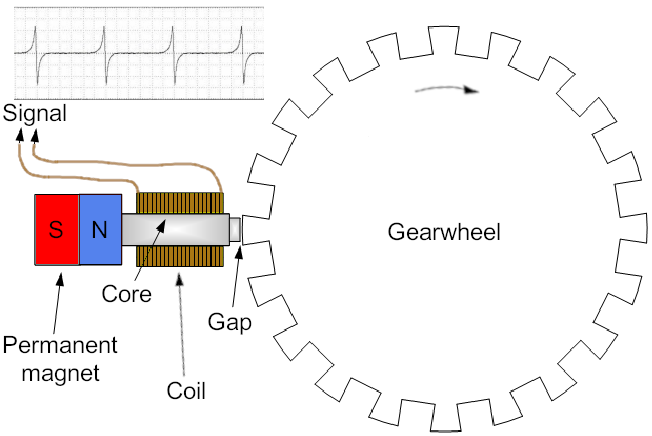 Signal
S
N
Gearwheel
Core
Gap
Permanent
magnet
Coil